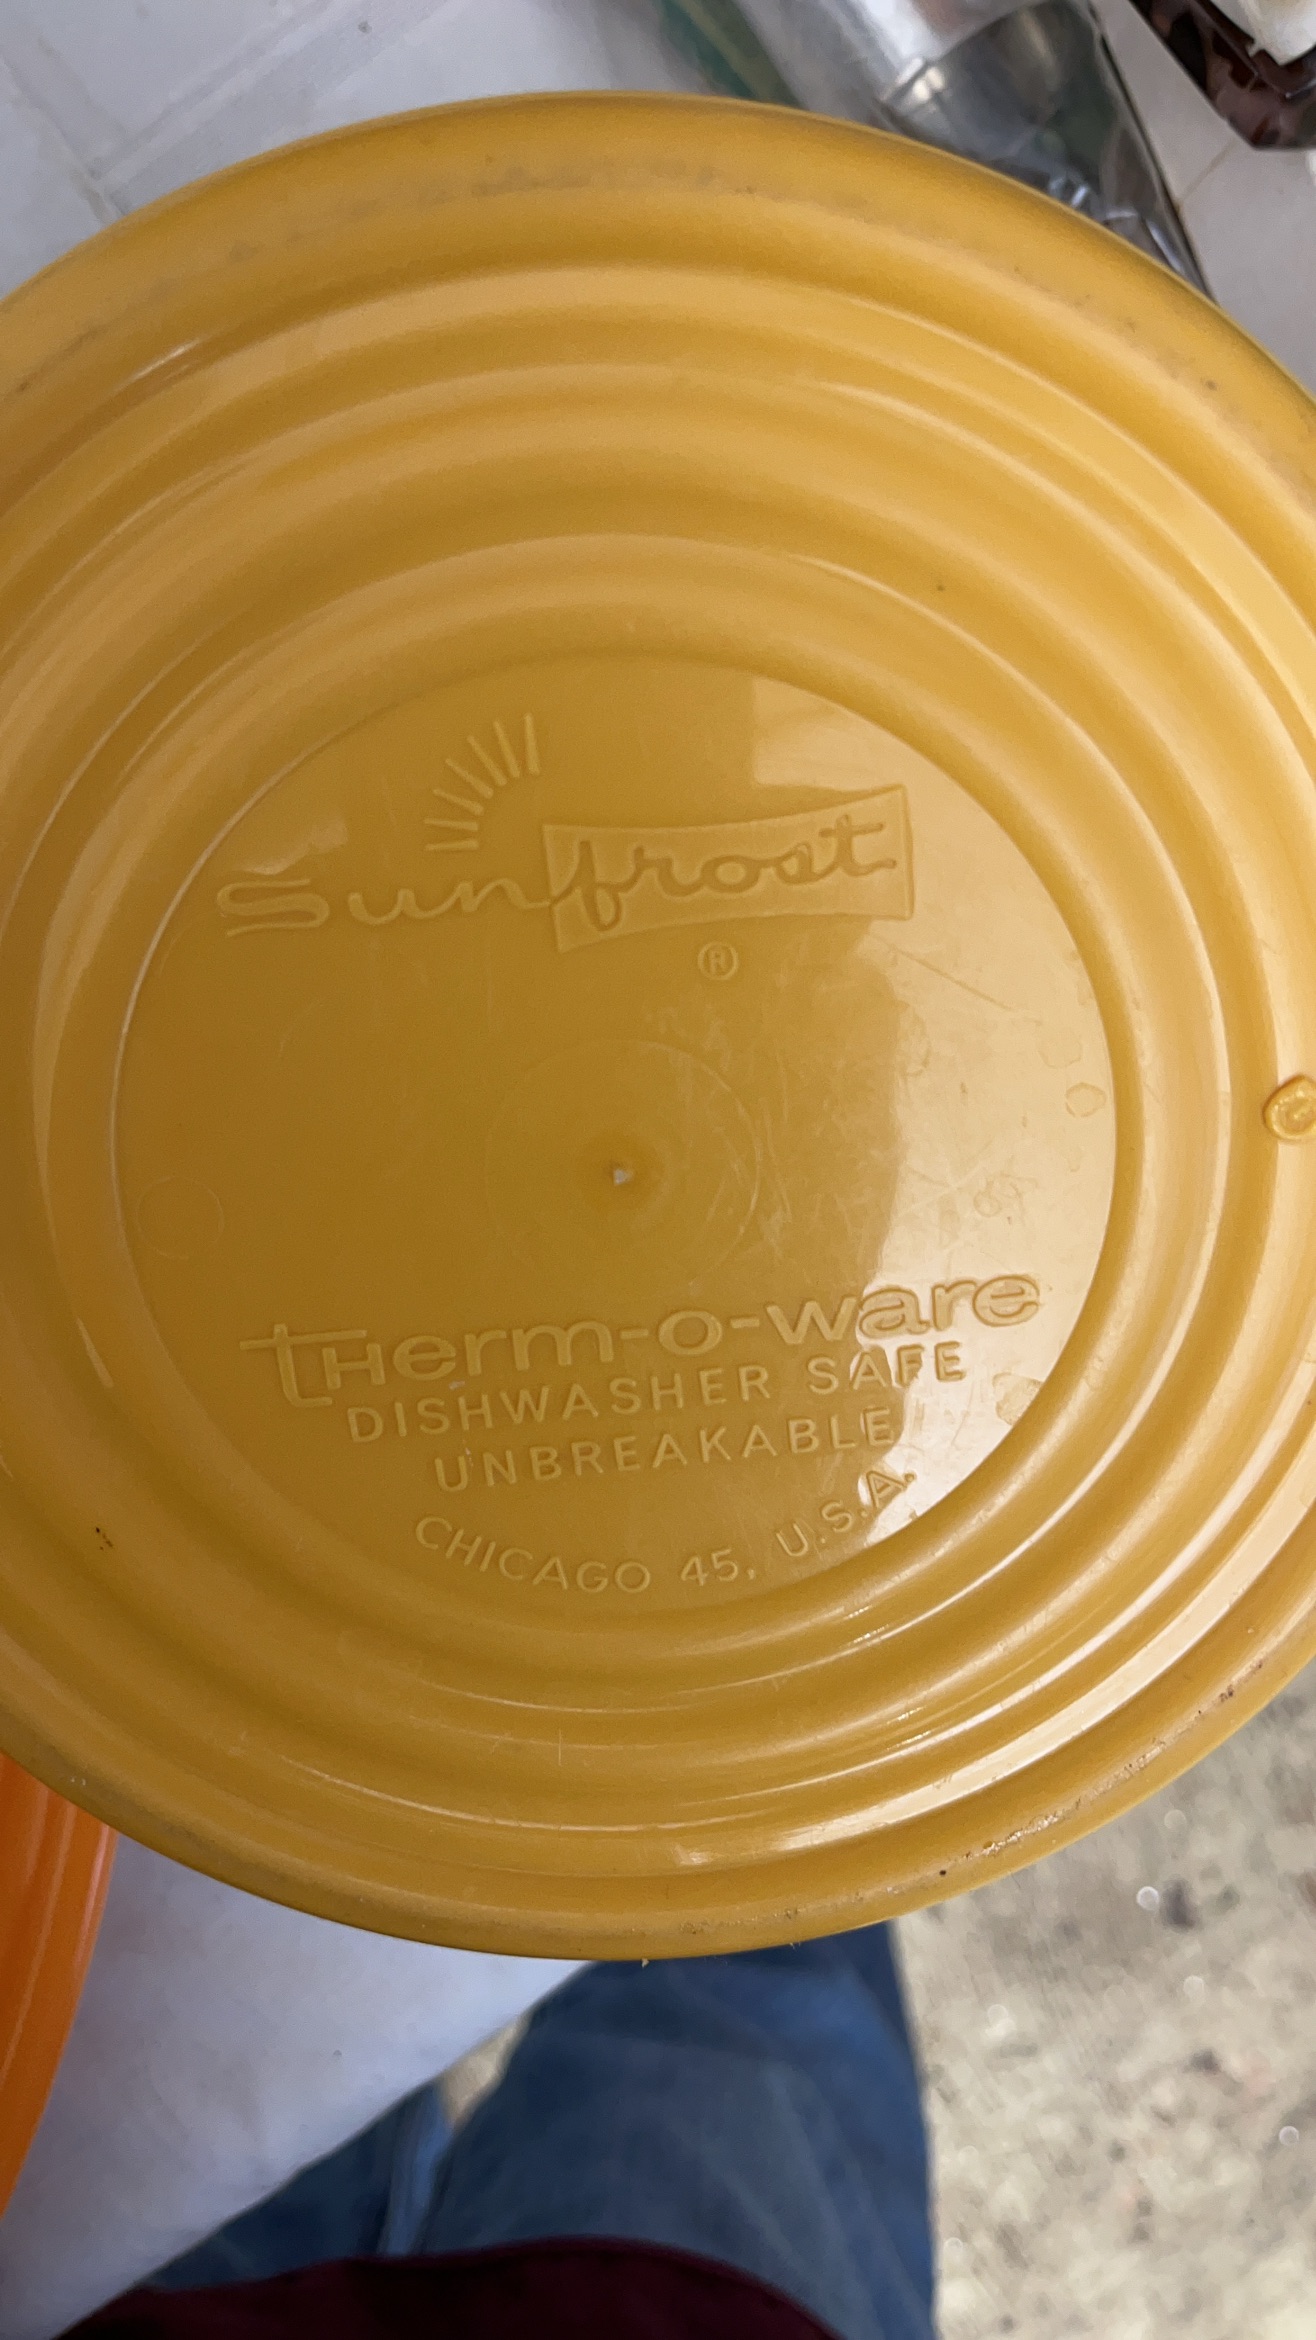 Sunfrost
®
THerm-o-ware
DISHWASHER SAFE
UNBREAKABLE
CHICAGO 45, U.S.A.
G